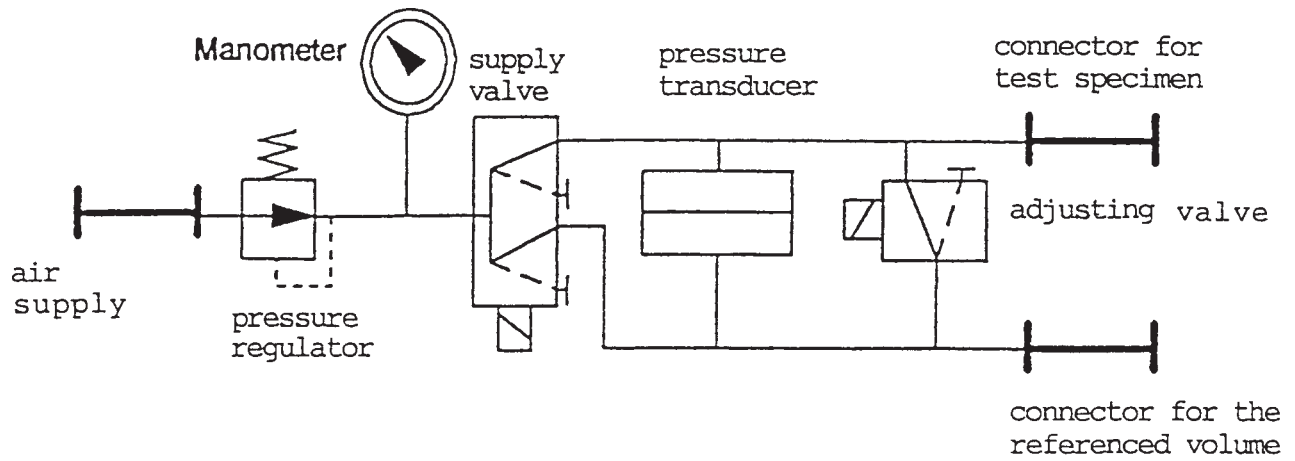 Manometer
supply
valve
pressure
transducer
connector for
test specimen
air
supply
pressure
regulator
adjusting valve
connector for the
referenced volume